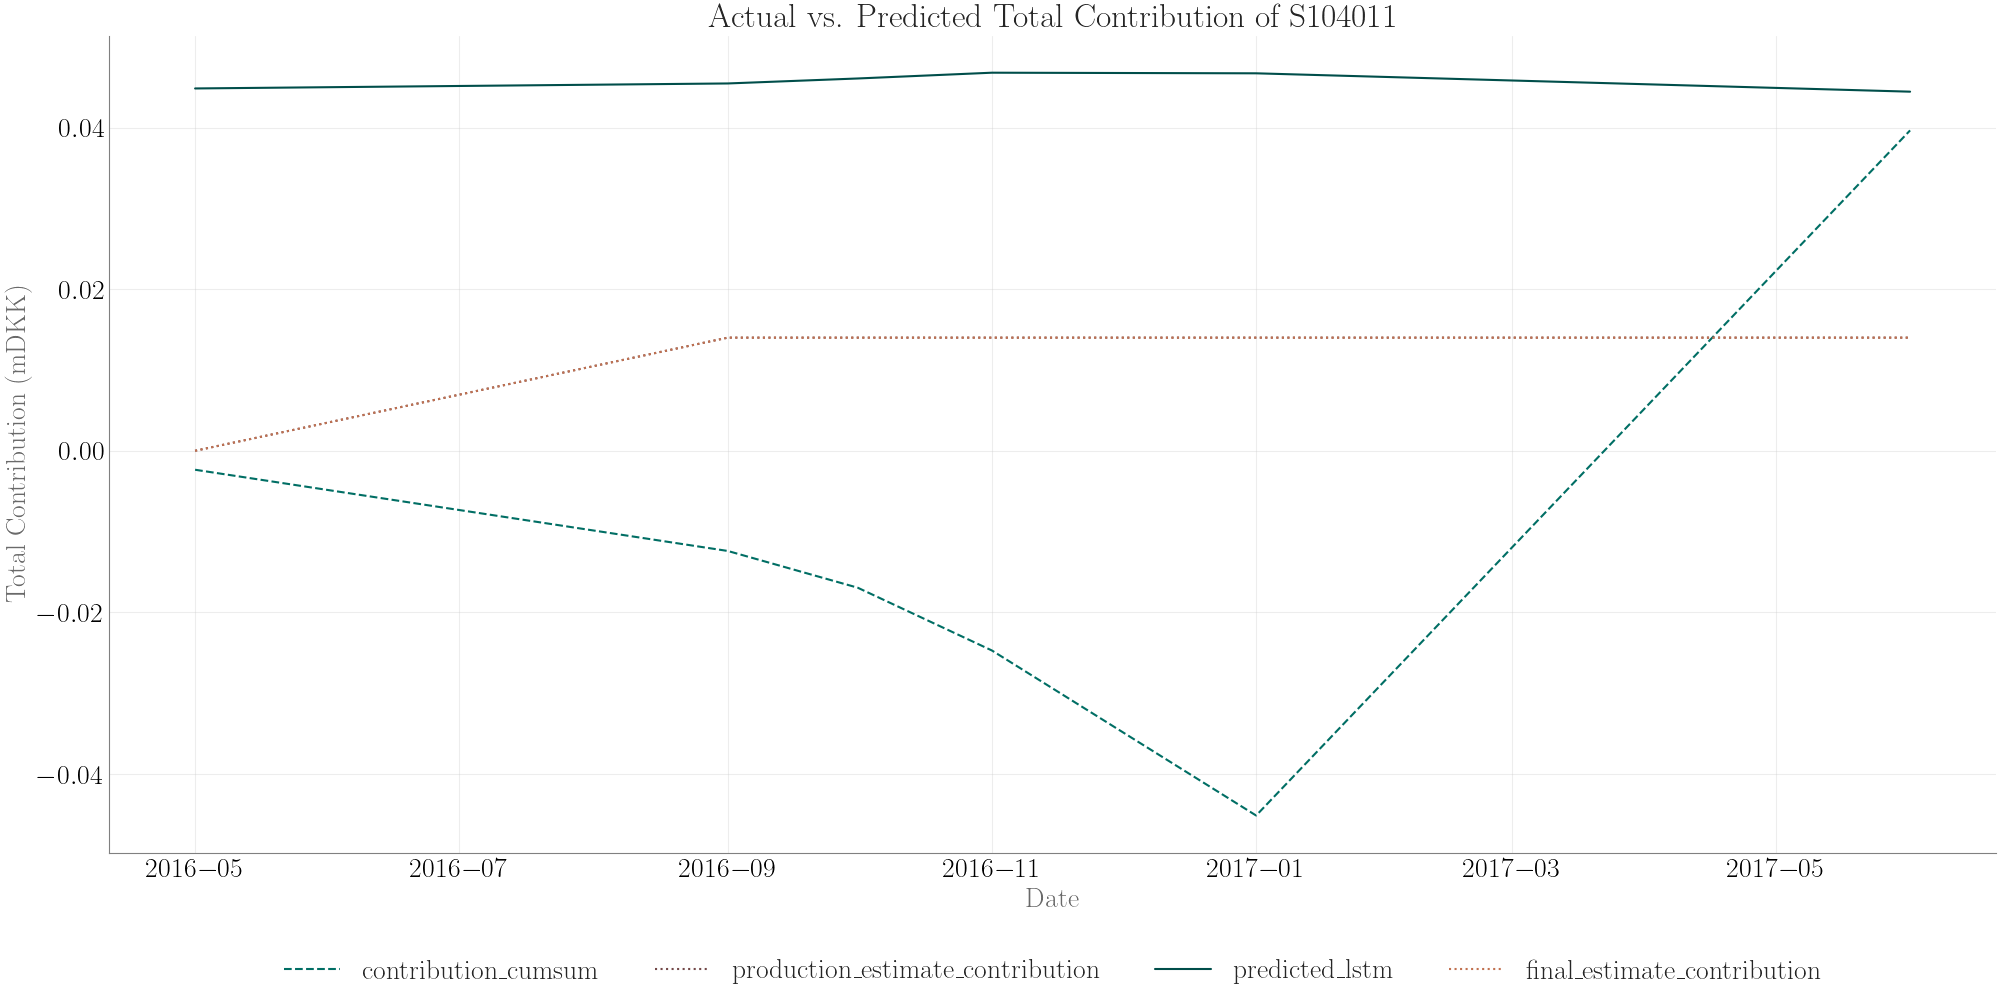 Actual vs. Predicted Total Contribution of S104011
Total Contribution (mDKK)
0.04
0.02
0.00
−0.02
−0.04
2016–05 2016–07 2016–09 2016–11 2017–01 2017–03 2017–05
Date
contribution_cumsum production_estimate_contribution predicted_lstm final_estimate_contribution